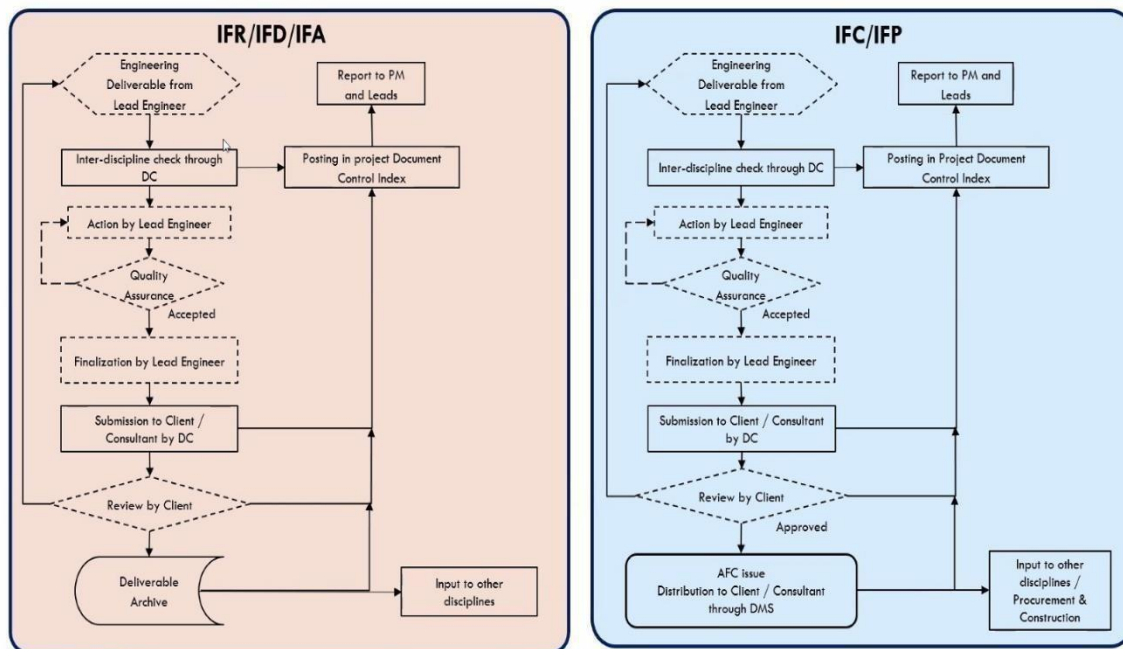 IFR/IFD/IFA
Engineering
Deliverable from
Lead Engineer
Report to PM
and Leads
Inter-discipline check through
DC
Posting in project Document
Control Index
Action by Lead Engineer
Quality
Assurance
Accepted
Finalization by Lead Engineer
Submission to Client /
Consultant by DC
Review by Client
Deliverable
Archive
Input to other
disciplines
IFC/IFP
Engineering
Deliverable from
Lead Engineer
Report to PM and
Leads
Inter-discipline check through DC
Posting in Project Document
Control Index
Action by Lead Engineer
Quality
Assurance
Accepted
Finalization by Lead Engineer
Submission to Client / Consultant
by DC
Review by Client
Approved
AFC issue
Distribution to Client / Consultant
through DMS
Input to other
disciplines /
Procurement &
Construction